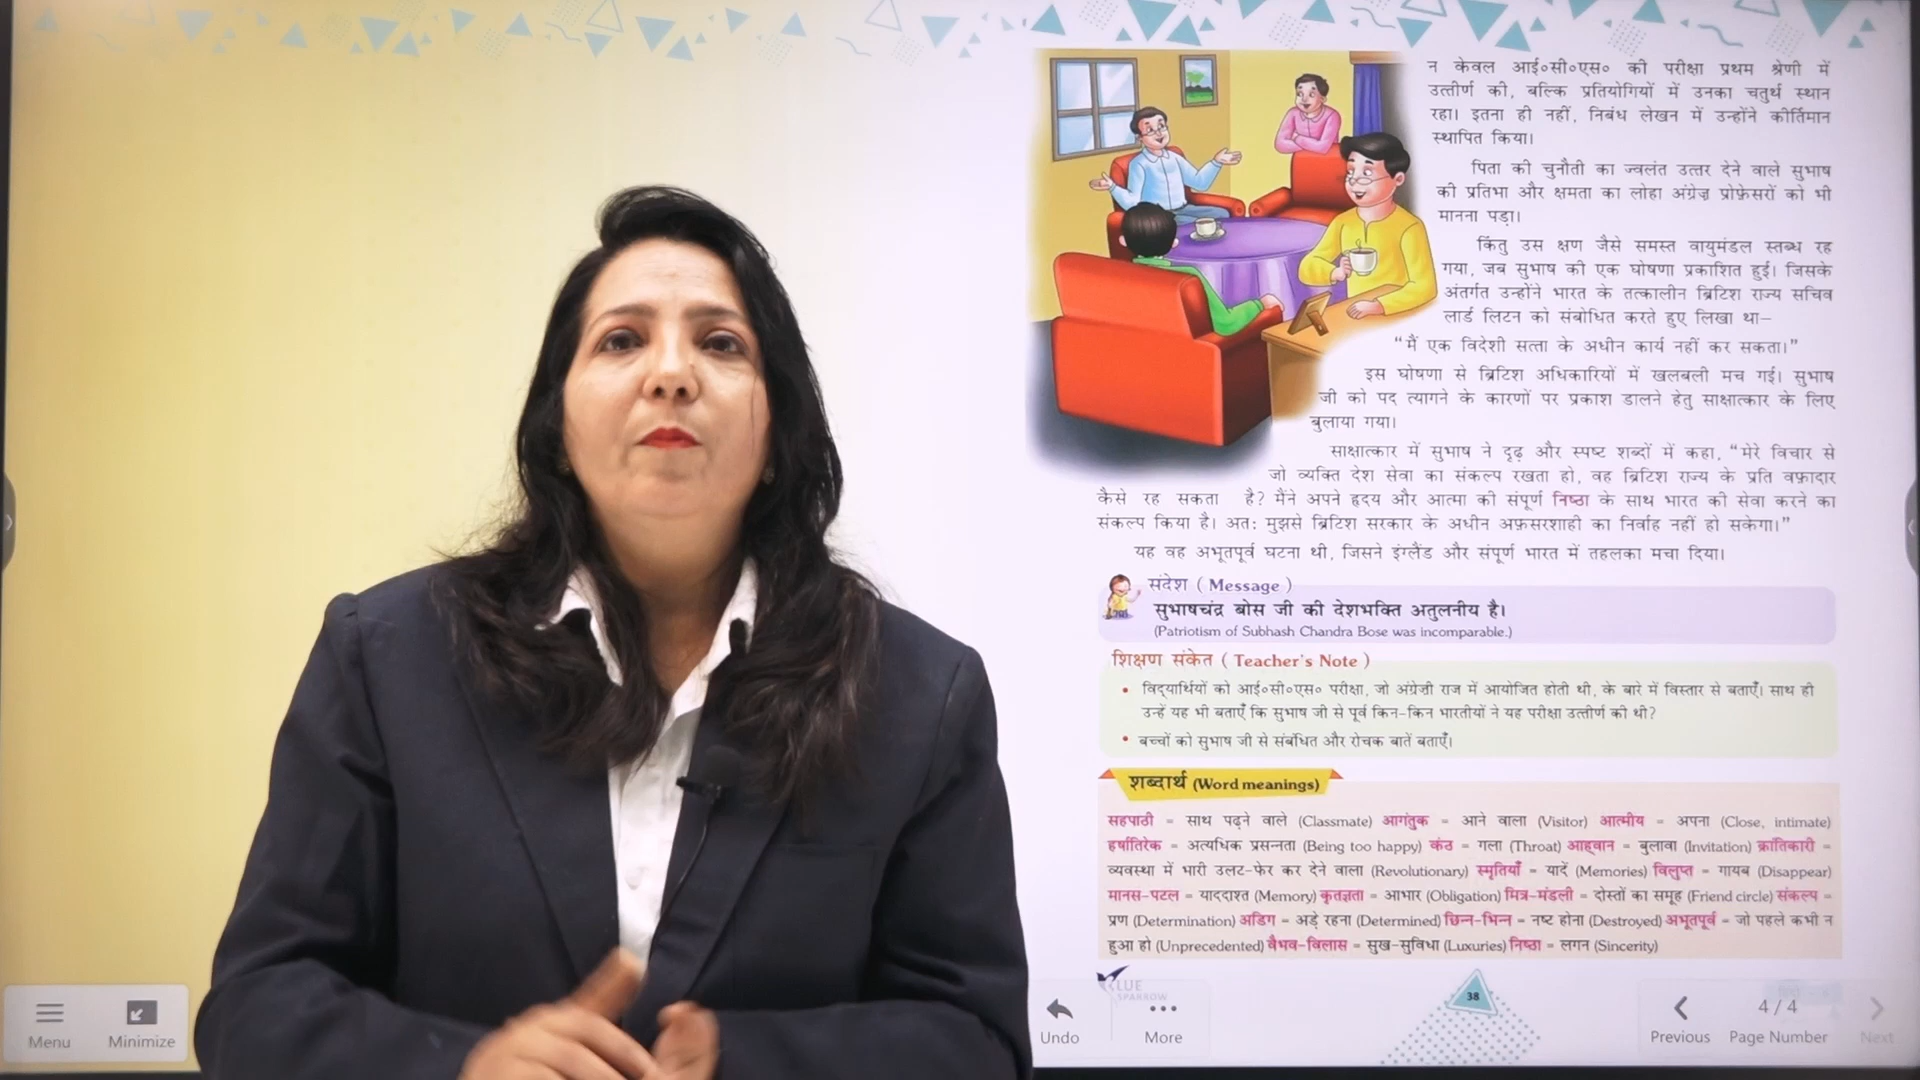 न केवल आई०सी०एस० की परीक्षा प्रथम श्रेणी में
उत्तीर्ण की, बल्कि प्रतियोगियों में उनका चतुर्थ स्थान
रहा। इतना ही नहीं, निबंध लेखन में उन्होंने कीर्तिमान
स्थापित किया।
पिता की चुनौती का ज्वलंत उत्तर देने वाले सुभाष
की प्रतिभा और क्षमता का लोहा अंग्रेज़ प्रोफ़ेसरों को भी
मानना पड़ा।
किंतु उस क्षण जैसे समस्त वायुमंडल स्तब्ध रह
गया, जब सुभाष की एक घोषणा प्रकाशित हुई। जिसके
अंतर्गत उन्होंने भारत के तत्कालीन ब्रिटिश राज्य सचिव
लार्ड लिटन को संबोधित करते हुए लिखा था–
“मैं एक विदेशी सत्ता के अधीन कार्य नहीं कर सकता।”
इस घोषणा से ब्रिटिश अधिकारियों में खलबली मच गई। सुभाष
जी को पद त्यागने के कारणों पर प्रकाश डालने हेतु साक्षात्कार के लिए
बुलाया गया।
साक्षात्कार में सुभाष ने दृढ़ और स्पष्ट शब्दों में कहा, “मेरे विचार से
जो व्यक्ति देश सेवा का संकल्प रखता हो, वह ब्रिटिश राज्य के प्रति वफ़ादार
कैसे रह सकता है? मैंने अपने हृदय और आत्मा की संपूर्ण निष्ठा के साथ भारत की सेवा करने का
संकल्प किया है। अत: मुझसे ब्रिटिश सरकार के अधीन अफ़सरशाही का निर्वाह नहीं हो सकेगा।”
यह वह अभूतपूर्व घटना थी, जिसने इंग्लैंड और संपूर्ण भारत में तहलका मचा दिया।
संदेश ( Message )
सुभाषचंद्र बोस जी की देशभक्ति अतुलनीय है।
(Patriotism of Subhash Chandra Bose was incomparable.)
शिक्षण संकेत ( Teacher's Note )
• विद्यार्थियों को आई०सी०एस० परीक्षा, जो अंग्रेज़ी राज में आयोजित होती थी, के बारे में विस्तार से बताएँ। साथ ही
उन्हें यह भी बताएँ कि सुभाष जी से पूर्व किन-किन भारतीयों ने यह परीक्षा उत्तीर्ण की थी?
• बच्चों को सुभाष जी से संबंधित और रोचक बातें बताएँ।
शब्दार्थ (Word meanings)
सहपाठी = साथ पढ़ने वाले (Classmate) आगंतुक = आने वाला (Visitor) आत्मीय = अपना (Close, intimate)
हर्षातिरेक = अत्यधिक प्रसन्नता (Being too happy) कंठ = गला (Throat) आह्वान = बुलावा (Invitation) क्रांतिकारी =
व्यवस्था में भारी उलट-फेर कर देने वाला (Revolutionary) स्मृतियाँ = यादें (Memories) विलुप्त = गायब (Disappear)
मानस-पटल = याददाश्त (Memory) कृतज्ञता = आभार (Obligation) मित्र-मंडली = दोस्तों का समूह (Friend circle) संकल्प =
प्रण (Determination) अडिग = अड़े रहना (Determined) छिन्न-भिन्न = नष्ट होना (Destroyed) अभूतपूर्व = जो पहले कभी न
हुआ हो (Unprecedented) वैभव-विलास = सुख-सुविधा (Luxuries) निष्ठा = लगन (Sincerity)
SPARROW
38
Menu Minimize
Undo More
4 / 4
Previous Page Number Next